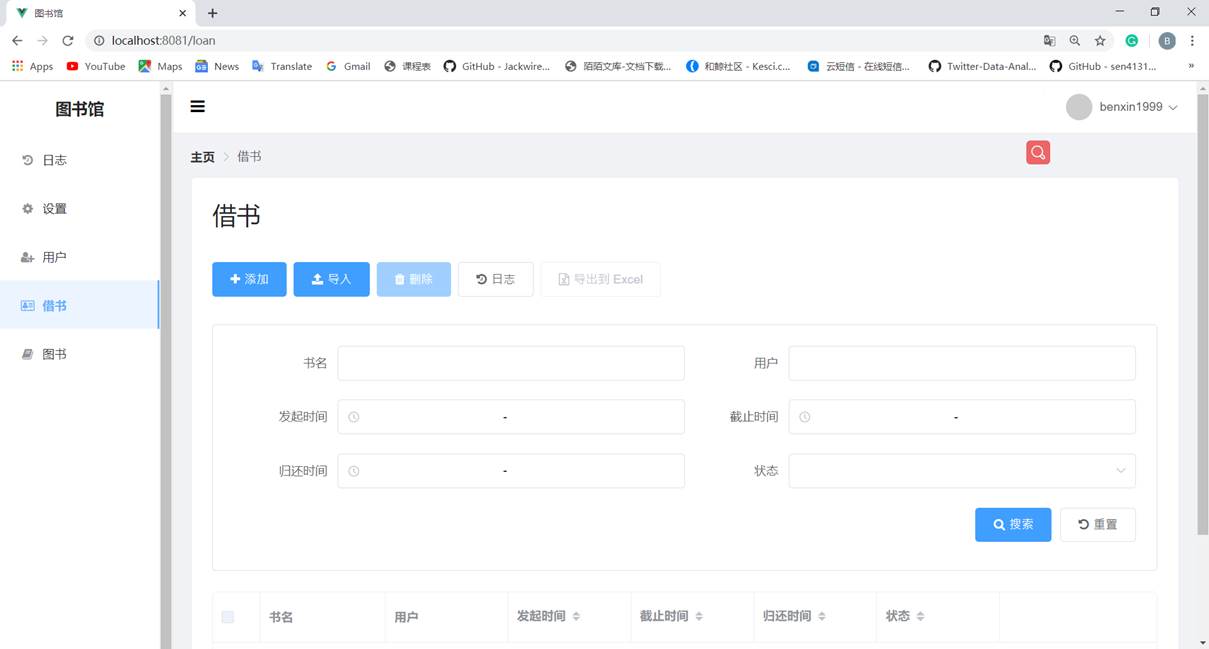 图书馆
localhost:8081/loan
B
Apps YouTube Maps News Translate Gmail 课程表 GitHub - Jackwire... 陌陌文库-文档下载... 和鲸社区 - Kesci.c... 云短信 - 在线短信... Twitter-Data-Anal... GitHub - sen4131... »
图书馆
benxin1999
日志
设置
用户
借书
图书
主页 > 借书
借书
添加 导入 删除 日志 导出到 Excel
书名 用户
发起时间 - 截止时间 -
归还时间 - 状态
搜索 重置
书名 用户 发起时间 截止时间 归还时间 状态